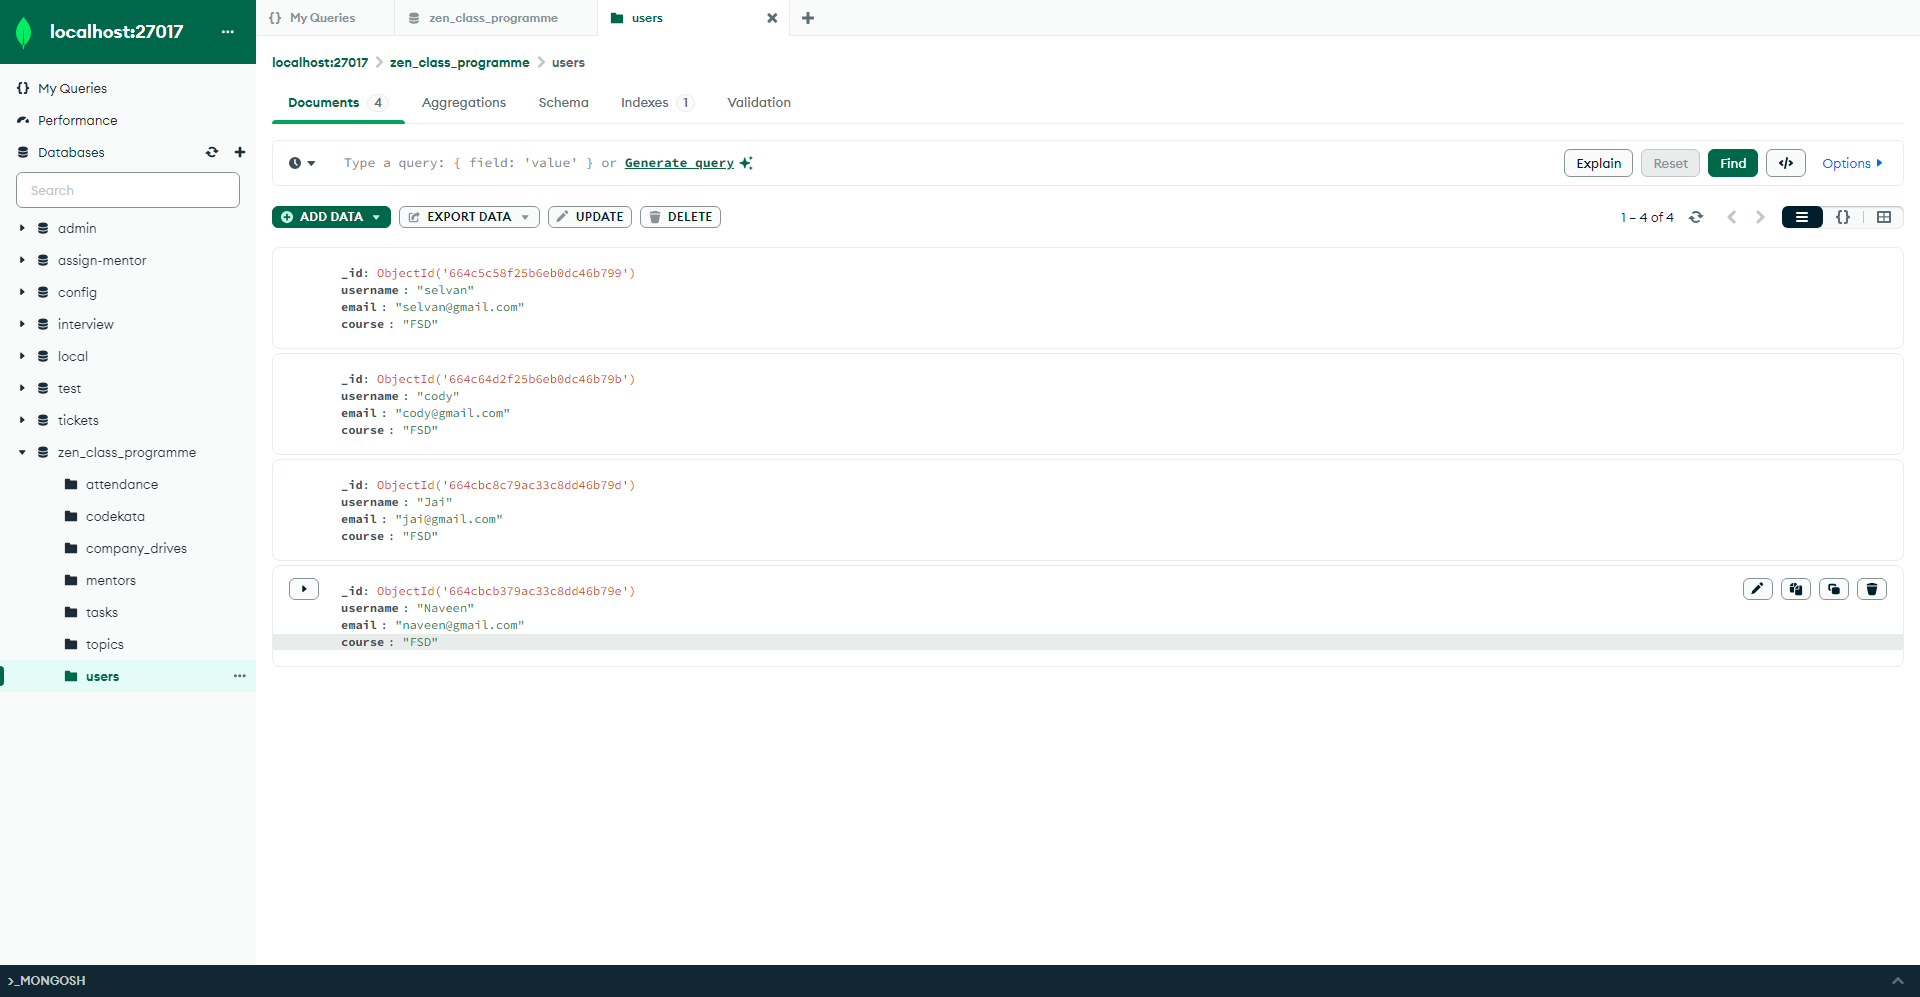 localhost:27017
My Queries
zen_class_programme
users
My Queries
Performance
Databases
Search
admin
assign-mentor
config
interview
local
test
tickets
zen_class_programme
attendance
codekata
company_drives
mentors
tasks
topics
users
localhost:27017 > zen_class_programme > users
Documents 4 Aggregations Schema Indexes 1 Validation
Type a query: { field: 'value' } or Generate query
Explain Reset Find </> Options
ADD DATA EXPORT DATA UPDATE DELETE
1 – 4 of 4 {}
_id: ObjectId('664c5c58f25b6eb0dc46b799')
username : "selvan"
email : "selvan@gmail.com"
course : "FSD"
_id: ObjectId('664c64d2f25b6eb0dc46b79b')
username : "cody"
email : "cody@gmail.com"
course : "FSD"
_id: ObjectId('664cbc8c79ac33c8dd46b79d')
username : "Jai"
email : "jai@gmail.com"
course : "FSD"
_id: ObjectId('664cbcb379ac33c8dd46b79e')
username : "Naveen"
email : "naveen@gmail.com"
course : "FSD"
>_MONGOSH